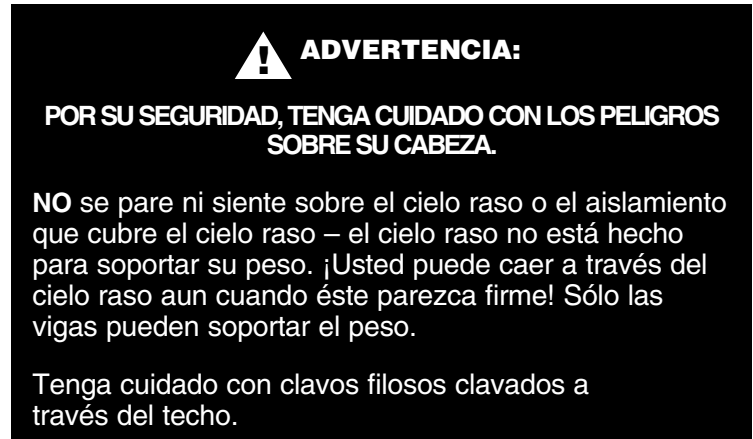 ADVERTENCIA:
POR SU SEGURIDAD, TENGA CUIDADO CON LOS PELIGROS
SOBRE SU CABEZA.
NO se pare ni siente sobre el cielo raso o el aislamiento
que cubre el cielo raso – el cielo raso no está hecho
para soportar su peso. ¡Usted puede caer a través del
cielo raso aun cuando éste parezca firme! Sólo las
vigas pueden soportar el peso.
Tenga cuidado con clavos filosos clavados a
través del techo.